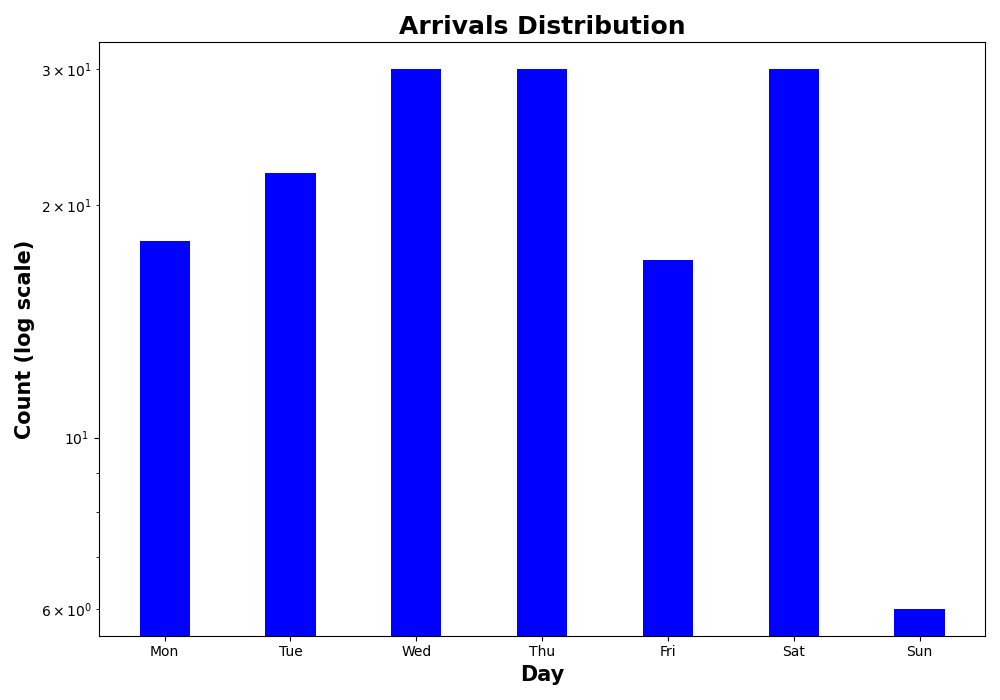 Arrivals Distribution
Count (log scale)
3 × 10¹
2 × 10¹
10¹
6 × 10⁰
Mon Tue Wed Thu Fri Sat Sun
Day